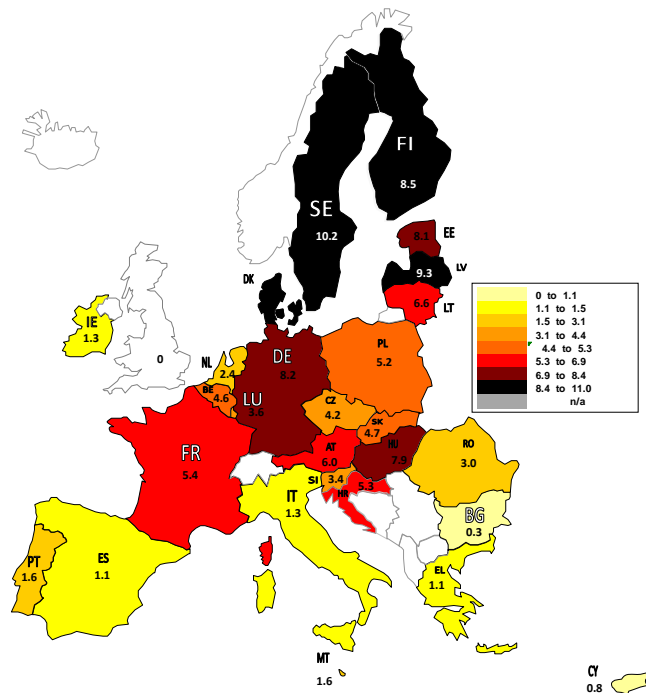 FI
8.5
SE
10.2
EE
8.1
LV
9.3
DK
LT
6.6
0 to 1.1
1.1 to 1.5
1.5 to 3.1
3.1 to 4.4
4.4 to 5.3
5.3 to 6.9
6.9 to 8.4
8.4 to 11.0
n/a
IE
1.3
0
NL
2.4
DE
8.2
PL
5.2
BE
4.6
LU
3.6
CZ
4.2
SK
4.7
FR
5.4
AT
6.0
HU
7.9
RO
3.0
SI
3.4
HR
5.3
IT
1.3
BG
0.3
PT
1.6
ES
1.1
EL
1.1
MT
1.6
CY
0.8